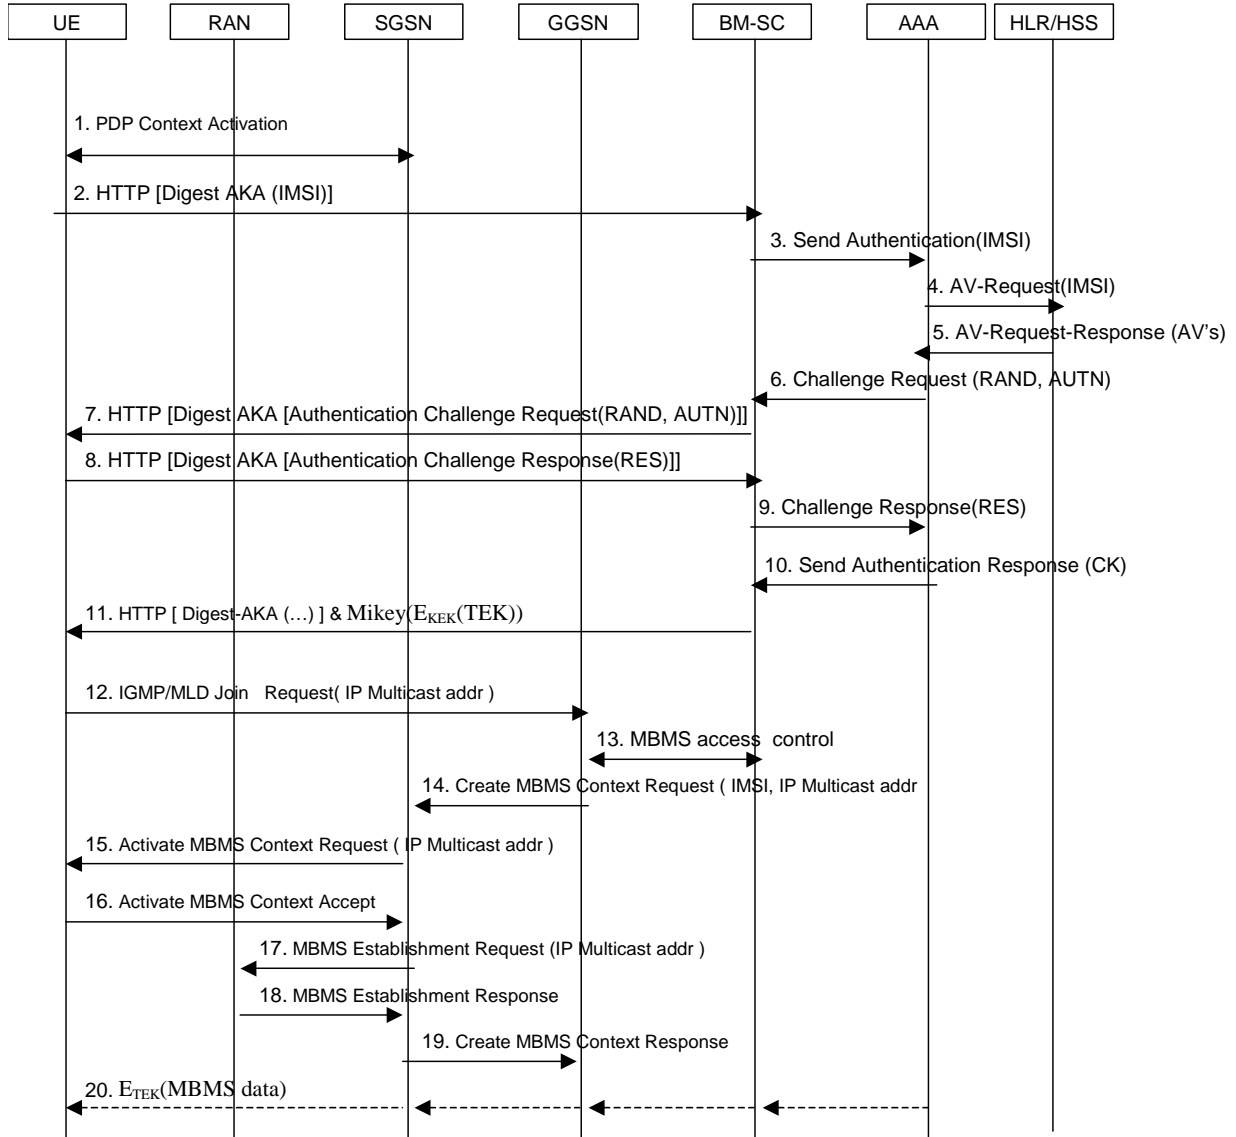 UE RAN SGSN GGSN BM-SC AAA HLR/HSS
1. PDP Context Activation
2. HTTP [Digest AKA (IMSI)]
3. Send Authentication(IMSI)
4. AV-Request(IMSI)
5. AV-Request-Response (AV's)
6. Challenge Request (RAND, AUTN)
7. HTTP [Digest AKA [Authentication Challenge Request(RAND, AUTN)]]
8. HTTP [Digest AKA [Authentication Challenge Response(RES)]]
9. Challenge Response(RES)
10. Send Authentication Response (CK)
11. HTTP [ Digest-AKA (…) ] & Mikey(EKEK(TEK))
12. IGMP/MLD Join Request( IP Multicast addr )
13. MBMS access control
14. Create MBMS Context Request ( IMSI, IP Multicast addr
15. Activate MBMS Context Request ( IP Multicast addr )
16. Activate MBMS Context Accept
17. MBMS Establishment Request (IP Multicast addr )
18. MBMS Establishment Response
19. Create MBMS Context Response
20. ETEK(MBMS data)